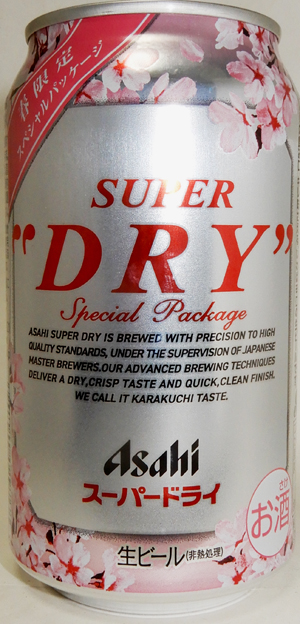 春限定
スペシャルパッケージ
SUPER
"DRY"
Special Package
ASAHI SUPER DRY IS BREWED WITH PRECISION TO HIGH
QUALITY STANDARDS, UNDER THE SUPERVISION OF JAPANESE
MASTER BREWERS.OUR ADVANCED BREWING TECHNIQUES
DELIVER A DRY,CRISP TASTE AND QUICK,CLEAN FINISH.
WE CALL IT KARAKUCHI TASTE.
Asahi
スーパードライ
さけ
お酒
生ビール(非熱処理)